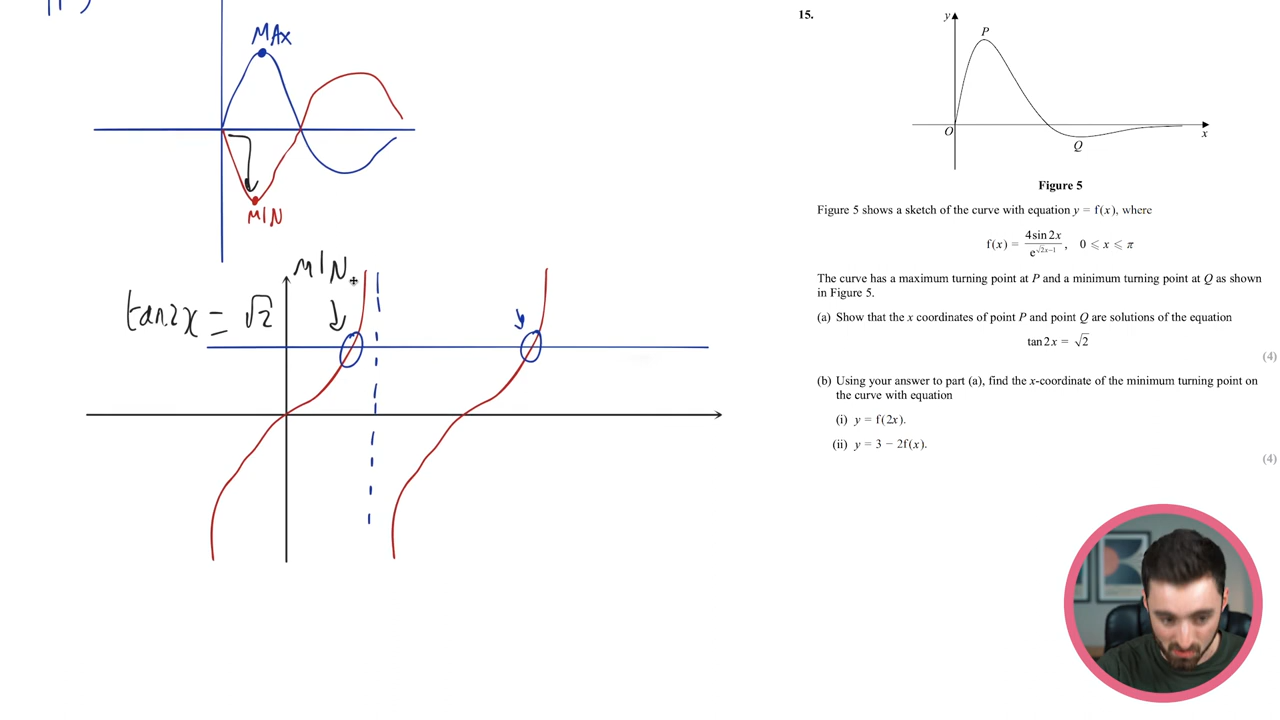 MAX
MIN
MIN
tan2x = √2
15.
y
P
O
x
Q
Figure 5
Figure 5 shows a sketch of the curve with equation y = f(x), where
f(x) = 4sin2x / e^(√2x−1), 0 ⩽ x ⩽ π
The curve has a maximum turning point at P and a minimum turning point at Q as shown
in Figure 5.
(a) Show that the x coordinates of point P and point Q are solutions of the equation
tan2x = √2
(4)
(b) Using your answer to part (a), find the x-coordinate of the minimum turning point on
the curve with equation
(i) y = f(2x).
(ii) y = 3 − 2f(x).
(4)